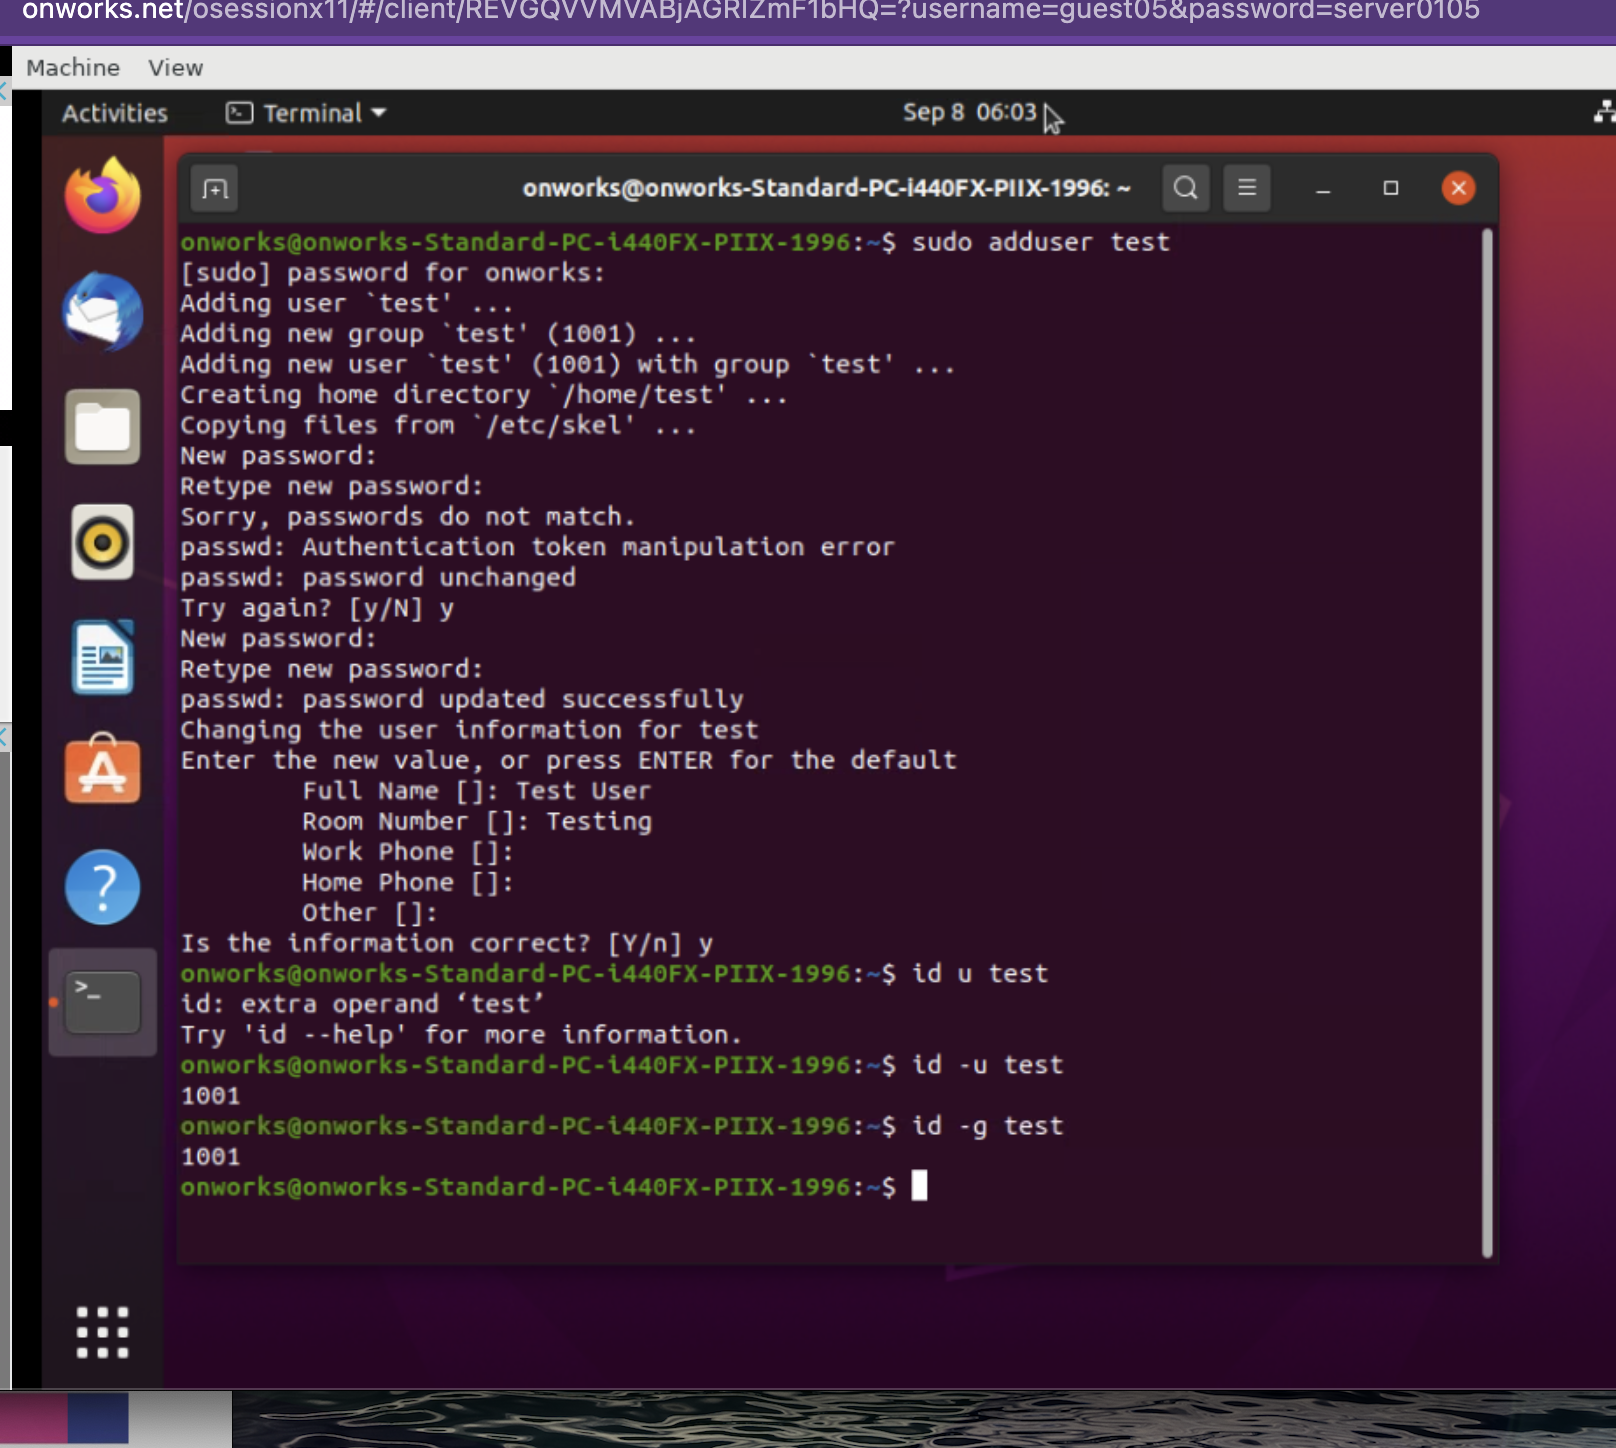 onworks.net/osessionx11/#/client/REVGQVVMVABjAGRlZmF1bHQ=?username=guest05&password=server0105
Machine View
Activities Terminal Sep 8 06:03
onworks@onworks-Standard-PC-i440FX-PIIX-1996: ~
onworks@onworks-Standard-PC-i440FX-PIIX-1996:~$ sudo adduser test
[sudo] password for onworks:
Adding user `test' ...
Adding new group `test' (1001) ...
Adding new user `test' (1001) with group `test' ...
Creating home directory `/home/test' ...
Copying files from `/etc/skel' ...
New password:
Retype new password:
Sorry, passwords do not match.
passwd: Authentication token manipulation error
passwd: password unchanged
Try again? [y/N] y
New password:
Retype new password:
passwd: password updated successfully
Changing the user information for test
Enter the new value, or press ENTER for the default
Full Name []: Test User
Room Number []: Testing
Work Phone []:
Home Phone []:
Other []:
Is the information correct? [Y/n] y
onworks@onworks-Standard-PC-i440FX-PIIX-1996:~$ id u test
id: extra operand ‘test’
Try 'id --help' for more information.
onworks@onworks-Standard-PC-i440FX-PIIX-1996:~$ id -u test
1001
onworks@onworks-Standard-PC-i440FX-PIIX-1996:~$ id -g test
1001
onworks@onworks-Standard-PC-i440FX-PIIX-1996:~$